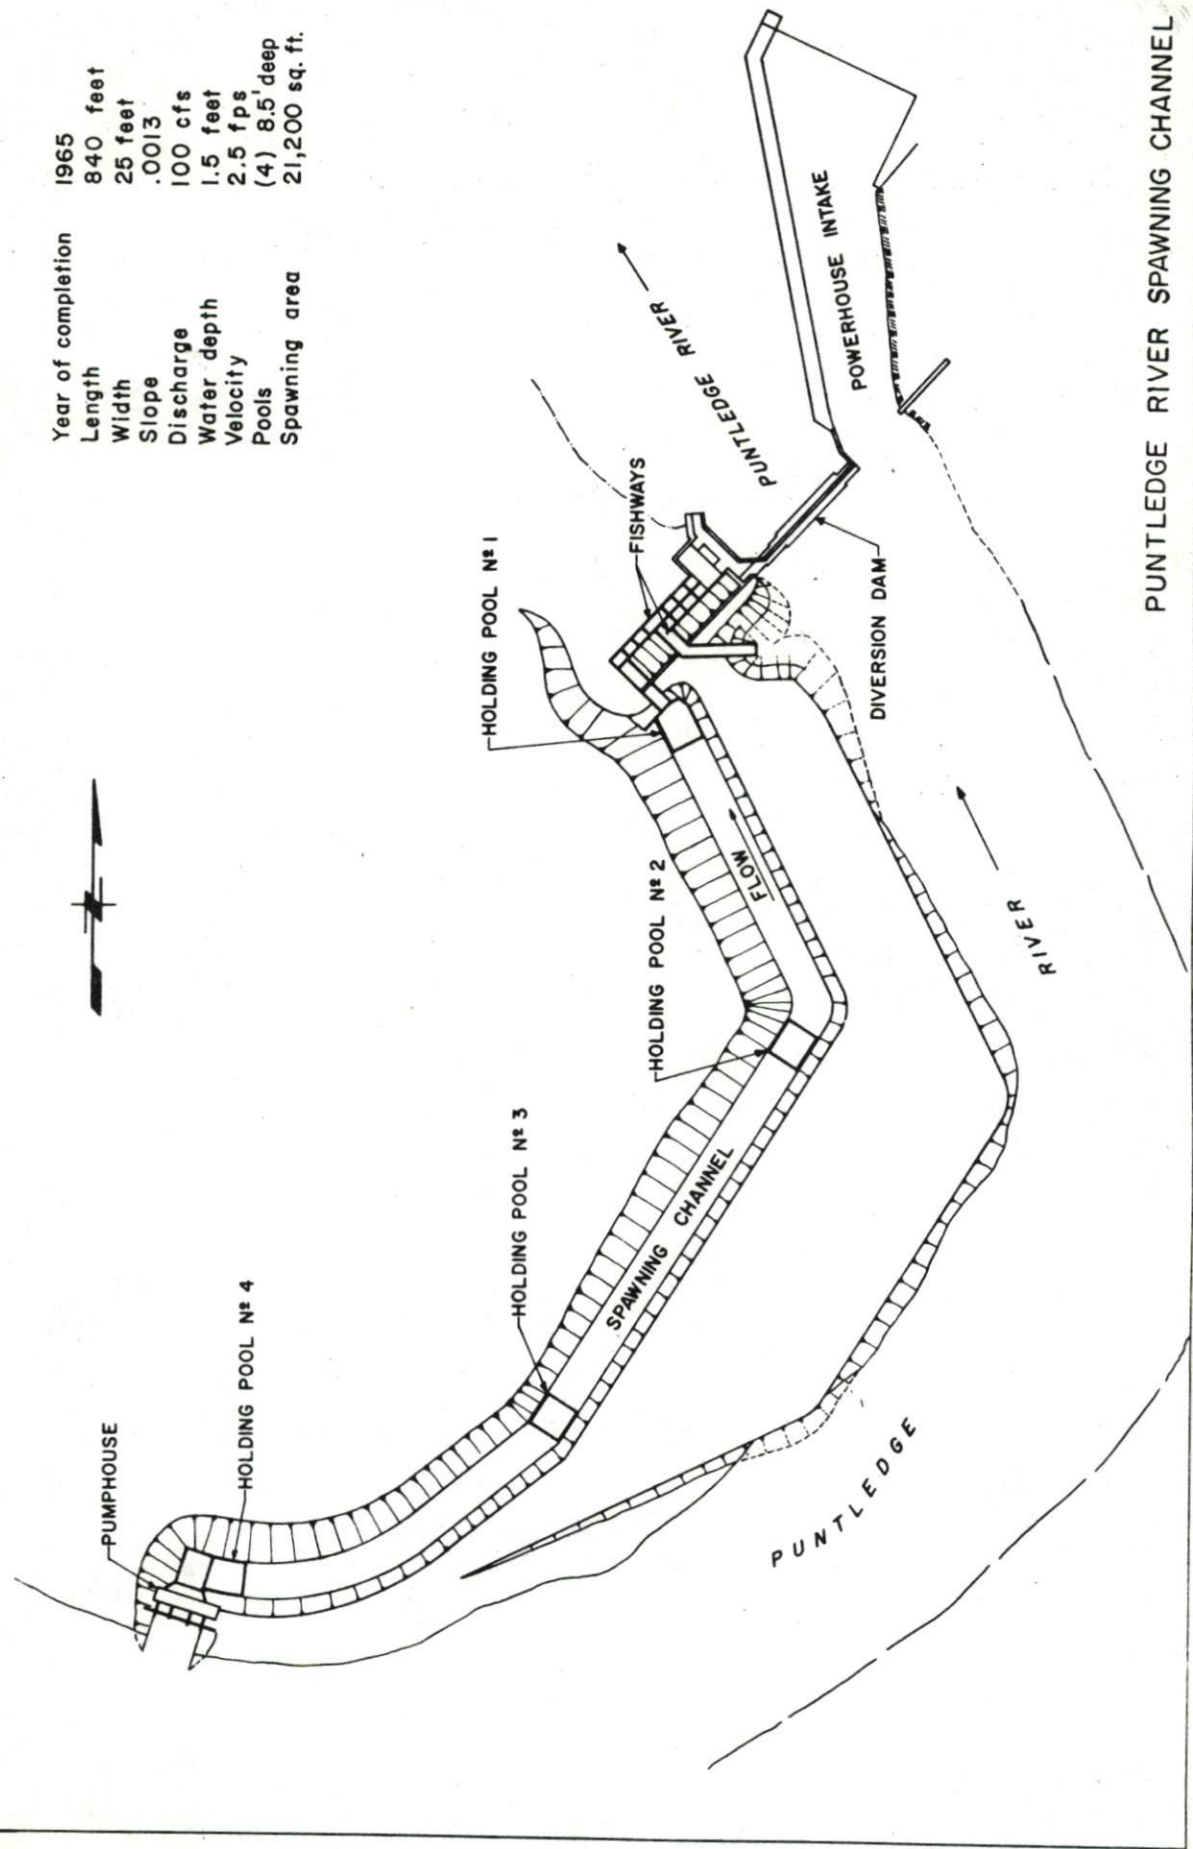 Year of completion 1965
Length 840 feet
Width 25 feet
Slope .0013
Discharge 100 cfs
Water depth 1.5 feet
Velocity 2.5 fps
Pools (4) 8.5' deep
Spawning area 21,200 sq. ft.
PUMPHOUSE
HOLDING POOL Nº 4
HOLDING POOL Nº 3
HOLDING POOL Nº 2
HOLDING POOL Nº 1
FISHWAYS
SPAWNING CHANNEL
FLOW
PUNTLEDGE RIVER
POWERHOUSE INTAKE
DIVERSION DAM
PUNTLEDGE
RIVER
PUNTLEDGE RIVER SPAWNING CHANNEL